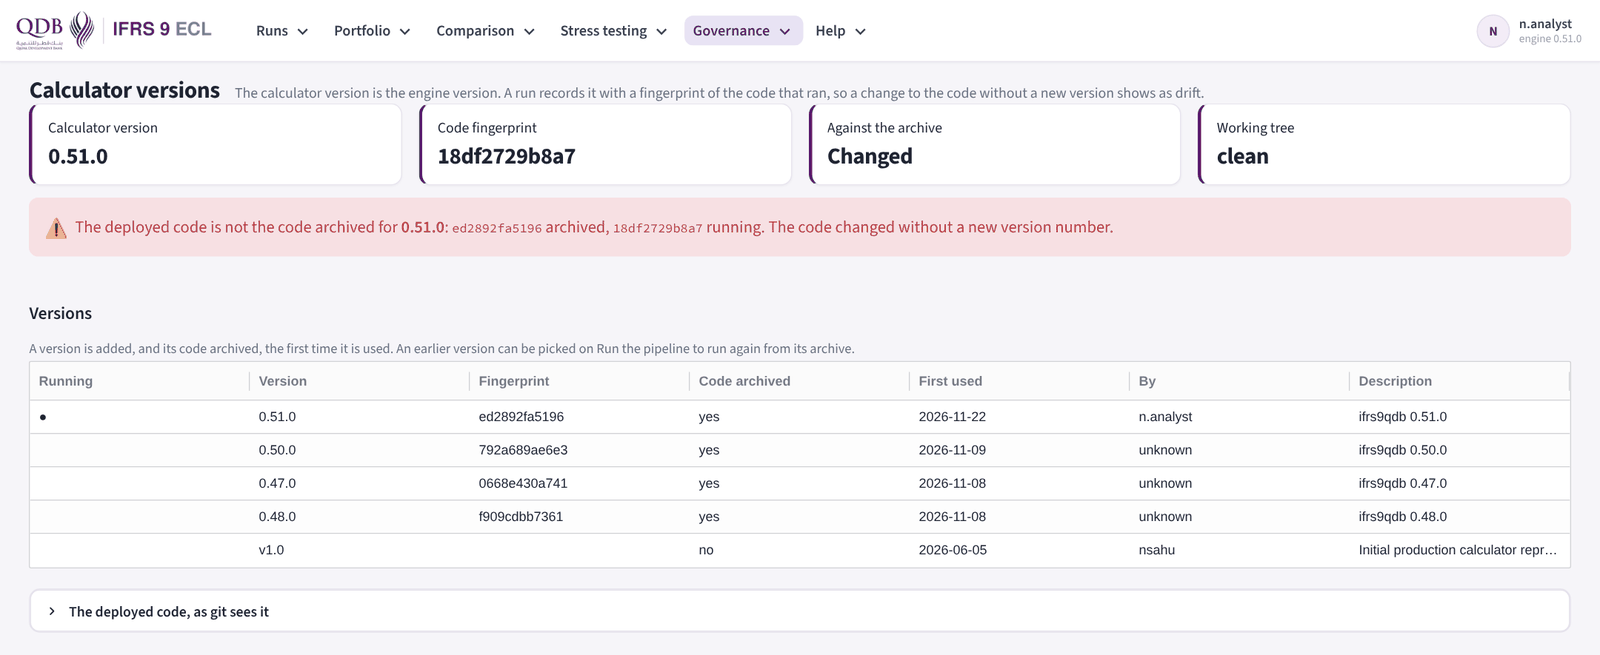 QDB
IFRS 9 ECL
Runs
Portfolio
Comparison
Stress testing
Governance
Help
N
n.analyst
engine 0.51.0
Calculator versions
The calculator version is the engine version. A run records it with a fingerprint of the code that ran, so a change to the code without a new version shows as drift.
Calculator version
0.51.0
Code fingerprint
18df2729b8a7
Against the archive
Changed
Working tree
clean
The deployed code is not the code archived for 0.51.0: ed2892fa5196 archived, 18df2729b8a7 running. The code changed without a new version number.
Versions
A version is added, and its code archived, the first time it is used. An earlier version can be picked on Run the pipeline to run again from its archive.
Running Version Fingerprint Code archived First used By Description
● 0.51.0 ed2892fa5196 yes 2026-11-22 n.analyst ifrs9qdb 0.51.0
0.50.0 792a689ae6e3 yes 2026-11-09 unknown ifrs9qdb 0.50.0
0.47.0 0668e430a741 yes 2026-11-08 unknown ifrs9qdb 0.47.0
0.48.0 f909cdbb7361 yes 2026-11-08 unknown ifrs9qdb 0.48.0
v1.0 no 2026-06-05 nsahu Initial production calculator repr…
The deployed code, as git sees it